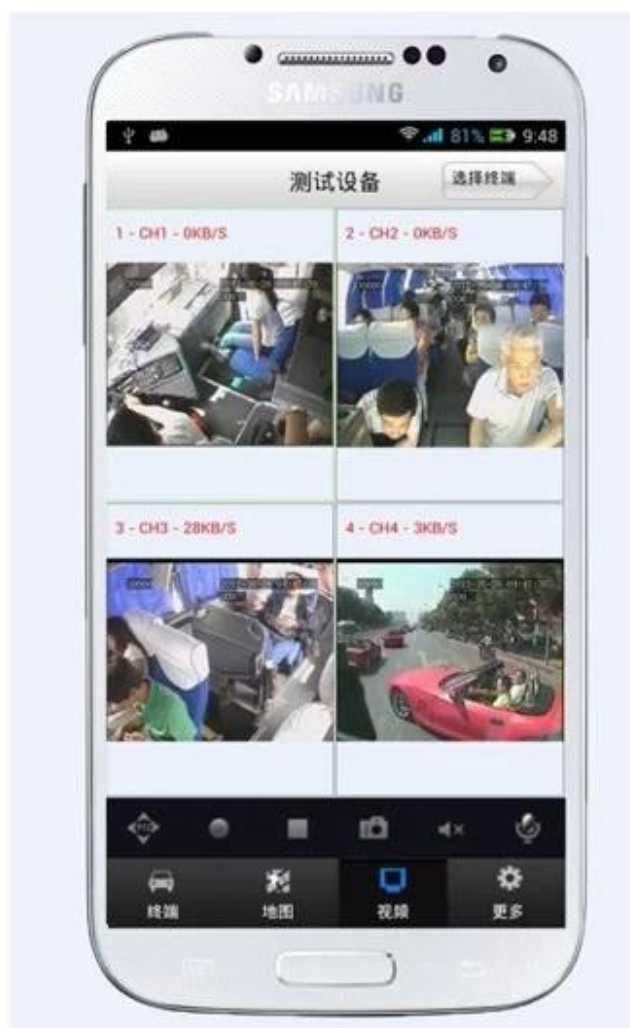 SAMSUNG
81% 9:48
测试设备
选择终端
1 - CH1 - 0KB/S
2 - CH2 - 0KB/S
3 - CH3 - 28KB/S
4 - CH4 - 3KB/S
PTZ
终端
地图
视频
更多